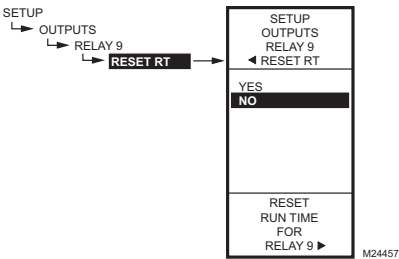 SETUP
OUTPUTS
RELAY 9
RESET RT
SETUP
OUTPUTS
RELAY 9
◄ RESET RT
YES
NO
RESET
RUN TIME
FOR
RELAY 9 ►
M24457